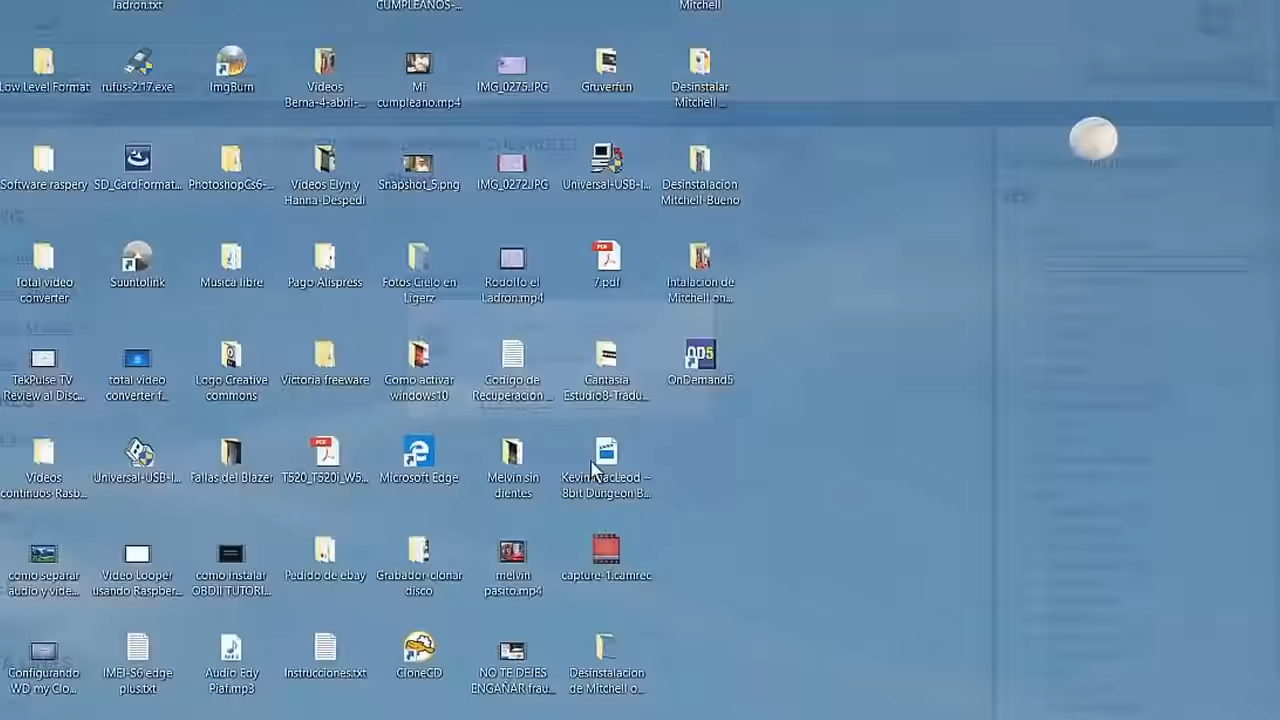 ladron.txt
CUMPLEANOS-...
Mitchell
Low Level Format
rufus-2.17.exe
ImgBurn
Videos
Berna-4-abril-...
Mi
cumpleano.mp4
IMG_0275.JPG
Gruverfun
Desinstalar
Mitchell ...
Software raspery
SD_CardFormat...
PhotoshopCs6-...
Videos Elyn y
Hanna-Despedi
Snapshot_5.png
IMG_0272.JPG
Universal-USB-I...
Desinstalacion
Mitchell-Bueno
Total video
converter
Suuntolink
Musica libre
Pago Alispress
Fotos Cielo en
Ligerz
Rodolfo el
Ladron.mp4
7.pdf
Intalacion de
Mitchell on...
TekPulse TV
Review al Disc...
total video
converter f...
Logo Creative
commons
Victoria freeware
Como activar
windows10
Codigo de
Recuperacion ...
Cantasia
Estudio8-Tradu...
OnDemand5
Videos
continuos-Rasb...
Universal-USB-I...
Fallas del Blazer
T520_T520i_W5...
Microsoft Edge
Melvin sin
dientes
Kevin MacLeod ~
8bit Dungeon B...
como separar
audio y vide...
Video Looper
usando Raspber...
como instalar
OBDII TUTORI...
Pedido de ebay
Grabador-clonar
disco
melvin
pasito.mp4
capture-1.camrec
Configurando
WD my Clo...
IMEI-S6 edge
plus.txt
Audio Edy
Piaf.mp3
Instrucciones.txt
CloneCD
NO TE DEJES
ENGAÑAR frau...
Desinstalacion
de Mitchell o...